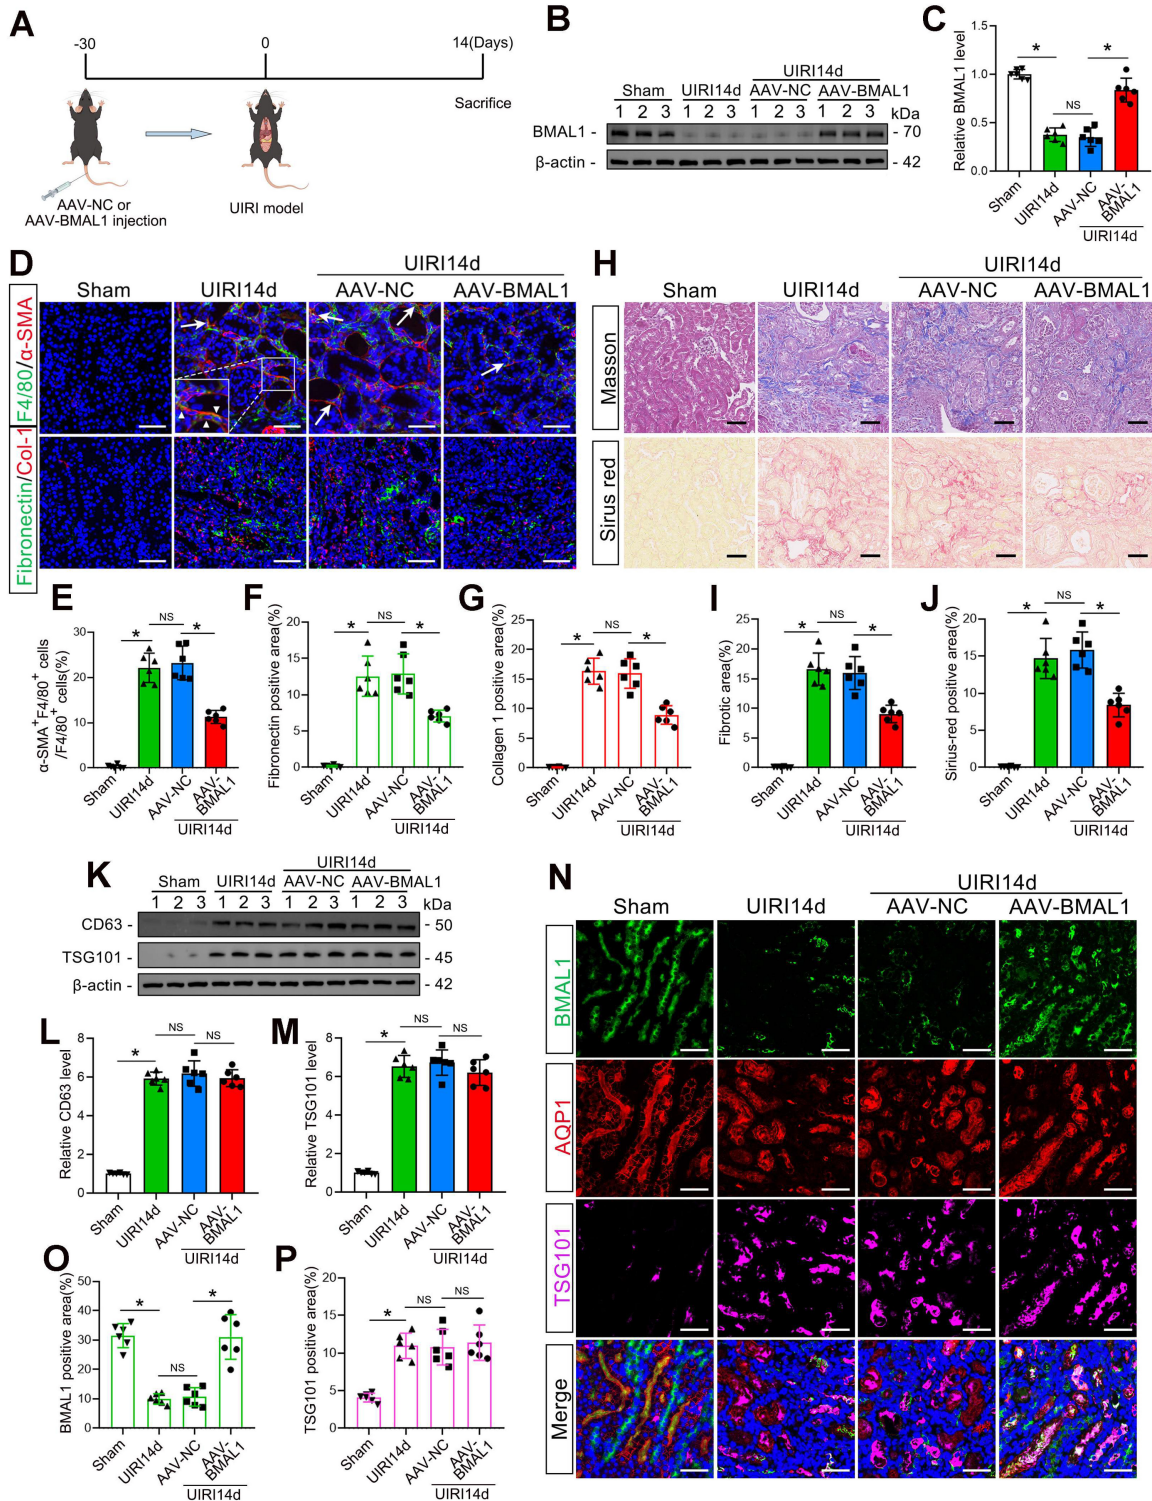 A
-30
0
14(Days)
Sacrifice
AAV-NC or
AAV-BMAL1 injection
UIRI model
B
UIRI14d
Sham
UIRI14d
AAV-NC
AAV-BMAL1
1 2 3 1 2 3 1 2 3 1 2 3 kDa
BMAL1 - - 70
β-actin - - 42
C
Relative BMAL1 level
1.5
1.0
0.5
0.0
*
NS
*
Sham
UIRI14d
AAV-NC
AAV-
BMAL1
UIRI14d
D
UIRI14d
Sham
UIRI14d
AAV-NC
AAV-BMAL1
F4/80/α-SMA
Fibronectin/Col-1
H
UIRI14d
Sham
UIRI14d
AAV-NC
AAV-BMAL1
Masson
Sirus red
E
α-SMA+F4/80+ cells
/F4/80+ cells(%)
30
20
10
0
*
NS
*
Sham
UIRI14d
AAV-NC
AAV-
BMAL1
UIRI14d
F
Fibronectin positive area(%)
20
15
10
5
0
*
NS
*
Sham
UIRI14d
AAV-NC
AAV-
BMAL1
UIRI14d
G
Collagen 1 positive area(%)
25
20
15
10
5
0
*
NS
*
Sham
UIRI14d
AAV-NC
AAV-
BMAL1
UIRI14d
I
Fibrotic area(%)
25
20
15
10
5
0
*
NS
*
Sham
UIRI14d
AAV-NC
AAV-
BMAL1
UIRI14d
J
Sirius-red positive area(%)
20
15
10
5
0
*
NS
*
Sham
UIRI14d
AAV-NC
AAV-
BMAL1
UIRI14d
K
UIRI14d
Sham
UIRI14d
AAV-NC
AAV-BMAL1
1 2 3 1 2 3 1 2 3 1 2 3 kDa
CD63 - - 50
TSG101 - - 45
β-actin - - 42
L
Relative CD63 level
8
6
4
2
0
*
NS
NS
Sham
UIRI14d
AAV-NC
AAV-
BMAL1
UIRI14d
M
Relative TSG101 level
8
6
4
2
0
*
NS
NS
Sham
UIRI14d
AAV-NC
AAV-
BMAL1
UIRI14d
N
UIRI14d
Sham
UIRI14d
AAV-NC
AAV-BMAL1
BMAL1
AQP1
TSG101
Merge
O
BMAL1 positive area(%)
50
40
30
20
10
0
*
NS
*
Sham
UIRI14d
AAV-NC
AAV-
BMAL1
UIRI14d
P
TSG101 positive area(%)
20
15
10
5
0
*
NS
NS
Sham
UIRI14d
AAV-NC
AAV-
BMAL1
UIRI14d